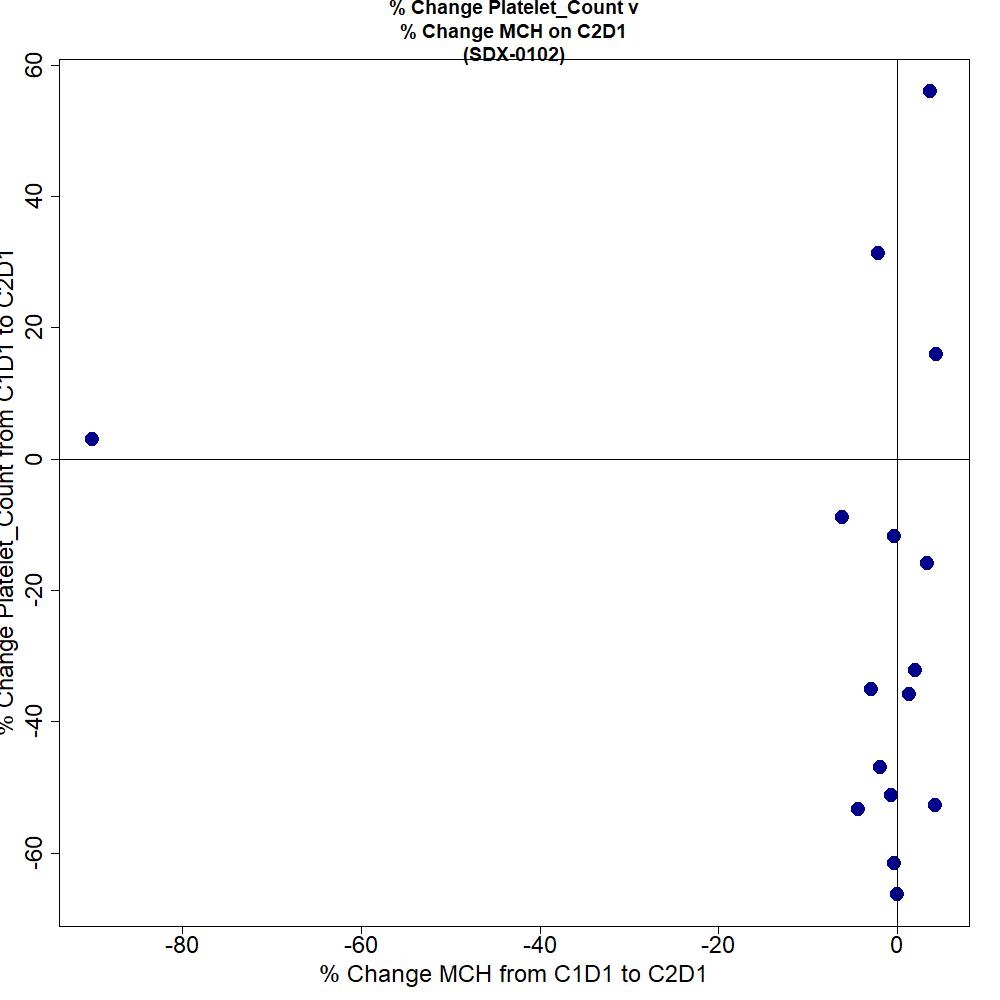 % Change Platelet_Count v
% Change MCH on C2D1
(SDX-0102)
60
40
20
0
-20
-40
-60
% Change Platelet_Count from C1D1 to C2D1
-80
-60
-40
-20
0
% Change MCH from C1D1 to C2D1